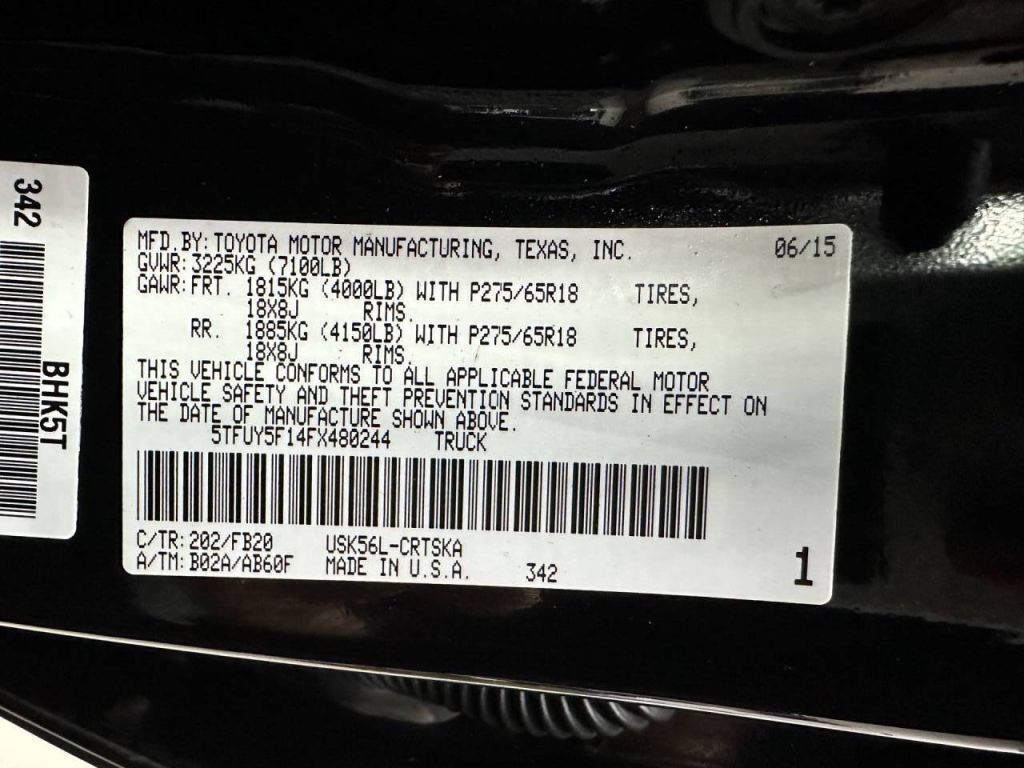 MFD.BY:TOYOTA MOTOR MANUFACTURING, TEXAS, INC. 06/15
GVWR:3225KG (7100LB)
GAWR:FRT. 1815KG (4000LB) WITH P275/65R18 TIRES,
18X8J RIMS.
RR. 1885KG (4150LB) WITH P275/65R18 TIRES,
18X8J RIMS.
THIS VEHICLE CONFORMS TO ALL APPLICABLE FEDERAL MOTOR
VEHICLE SAFETY AND THEFT PREVENTION STANDARDS IN EFFECT ON
THE DATE OF MANUFACTURE SHOWN ABOVE.
5TFUY5F14FX480244 TRUCK
C/TR:202/FB20 USK56L-CRTSKA
A/TM:B02A/AB60F MADE IN U.S.A. 342
1
342
BHK5T